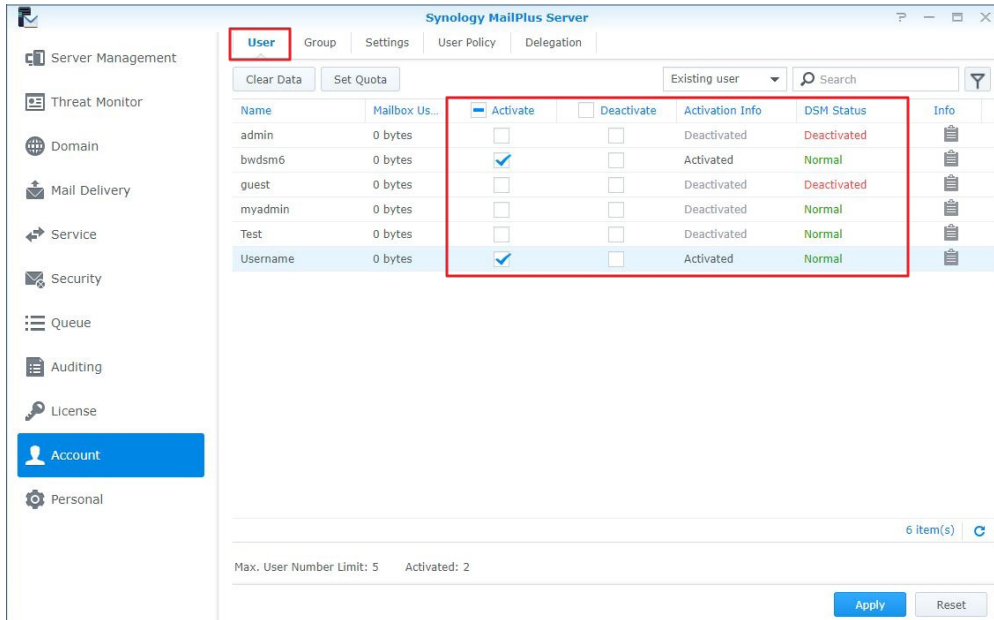 Synology MailPlus Server
Server Management
Threat Monitor
Domain
Mail Delivery
Service
Security
Queue
Auditing
License
Account
Personal
User Group Settings User Policy Delegation
Clear Data Set Quota Existing user Search
Name Mailbox Us... Activate Deactivate Activation Info DSM Status Info
admin 0 bytes Deactivated Deactivated
bwdsm6 0 bytes Activated Normal
guest 0 bytes Deactivated Deactivated
myadmin 0 bytes Deactivated Normal
Test 0 bytes Deactivated Normal
Username 0 bytes Activated Normal
6 item(s)
Max. User Number Limit: 5 Activated: 2
Apply Reset